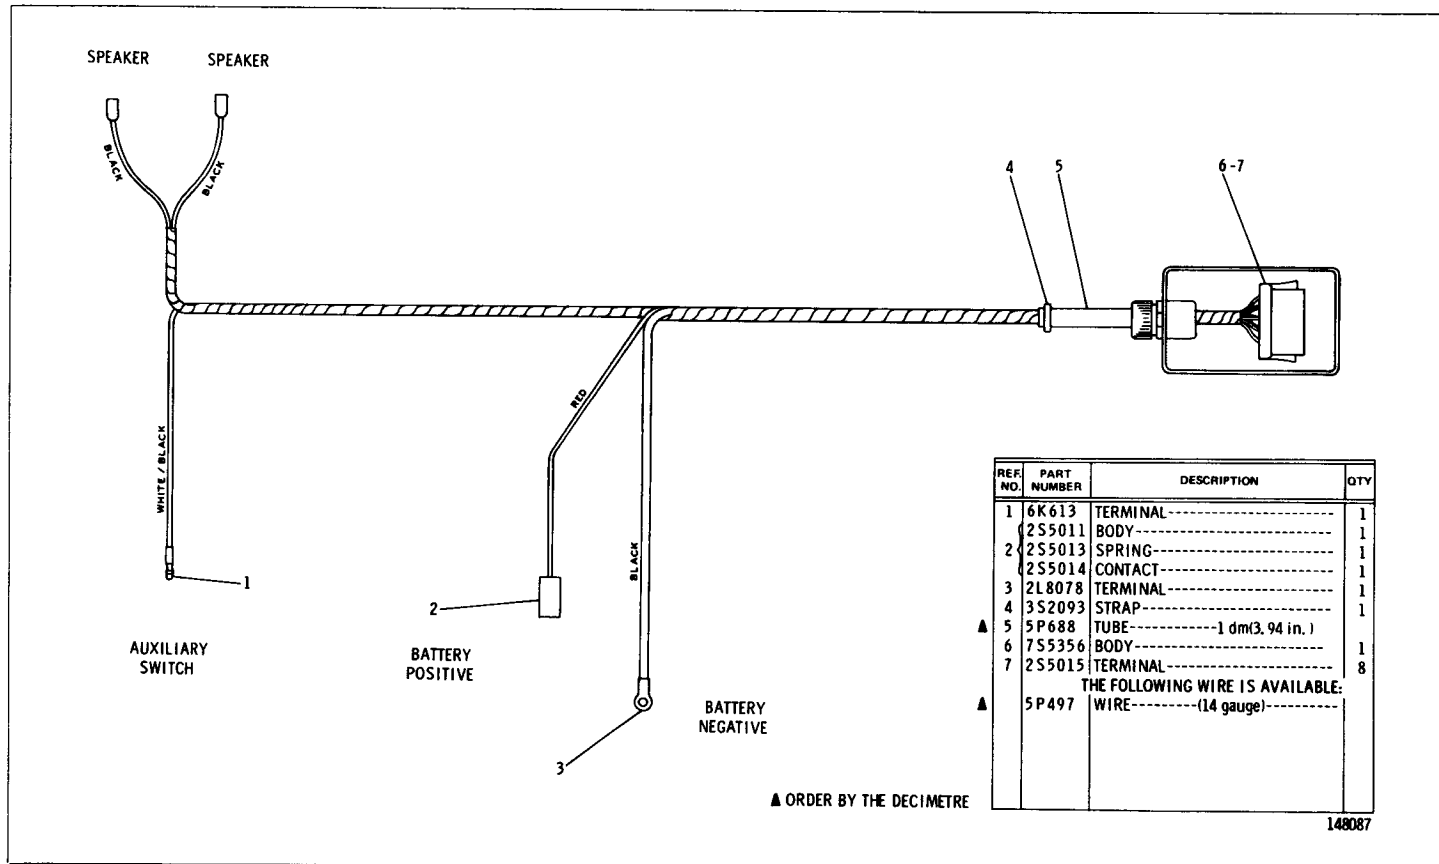 SPEAKER SPEAKER
BLACK
BLACK
4 5 6-7
RED
WHITE / BLACK
BLACK
1
2
3
AUXILIARY
SWITCH
BATTERY
POSITIVE
BATTERY
NEGATIVE
REF. NO. PART NUMBER DESCRIPTION QTY
1 6K613 TERMINAL 1
2S5011 BODY 1
2 2S5013 SPRING 1
2S5014 CONTACT 1
3 2L8078 TERMINAL 1
4 3S2093 STRAP 1
▲ 5 5P688 TUBE 1 dm(3.94 in.)
6 7S5356 BODY 1
7 2S5015 TERMINAL 8
THE FOLLOWING WIRE IS AVAILABLE:
▲ 5P497 WIRE (14 gauge)
▲ ORDER BY THE DECIMETRE
148087